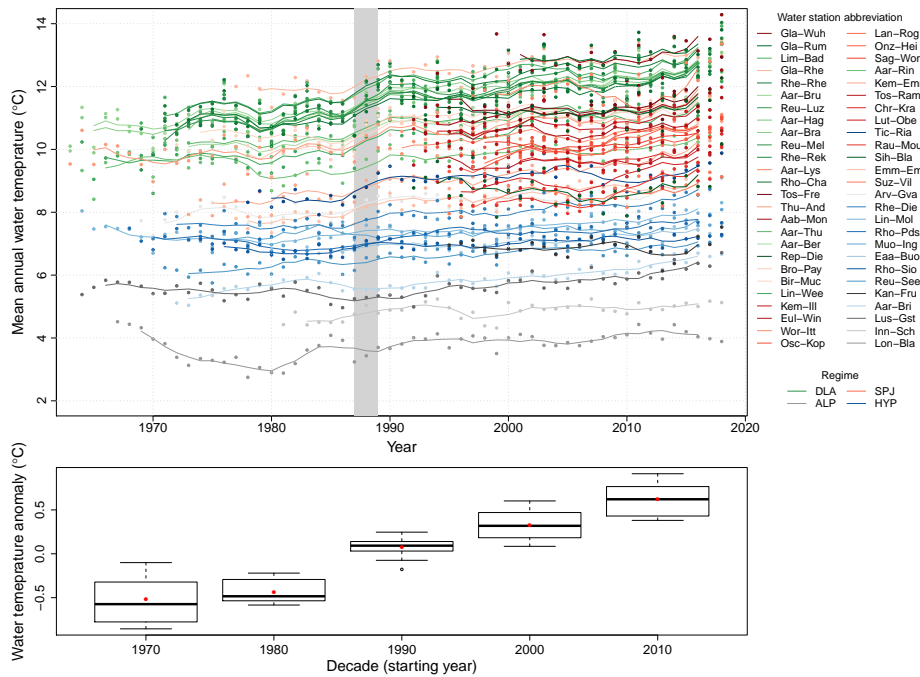 Mean annual water temeprature (°C)
14
12
10
8
6
4
2
1970
1980
1990
2000
2010
2020
Year
Water station abbreviation
Gla−Wuh
Gla−Rum
Lim−Bad
Gla−Rhe
Rhe−Rhe
Aar−Bru
Reu−Luz
Aar−Hag
Aar−Bra
Reu−Mel
Rhe−Rek
Aar−Lys
Rho−Cha
Tos−Fre
Thu−And
Aab−Mon
Aar−Thu
Aar−Ber
Rep−Die
Bro−Pay
Bir−Muc
Lin−Wee
Kem−Ill
Eul−Win
Wor−Itt
Osc−Kop
Lan−Rog
Onz−Hei
Sag−Wor
Aar−Rin
Kem−Em
Tos−Ram
Chr−Kra
Lut−Obe
Tic−Ria
Rau−Mou
Sih−Bla
Emm−Em
Suz−Vil
Arv−Gva
Rhe−Die
Lin−Mol
Rho−Pds
Muo−Ing
Eaa−Buo
Rho−Sio
Reu−See
Kan−Fru
Aar−Bri
Lus−Gst
Inn−Sch
Lon−Bla
Regime
DLA
ALP
SPJ
HYP
Water temeprature anomaly (°C)
0.5
0.0
−0.5
1970
1980
1990
2000
2010
Decade (starting year)